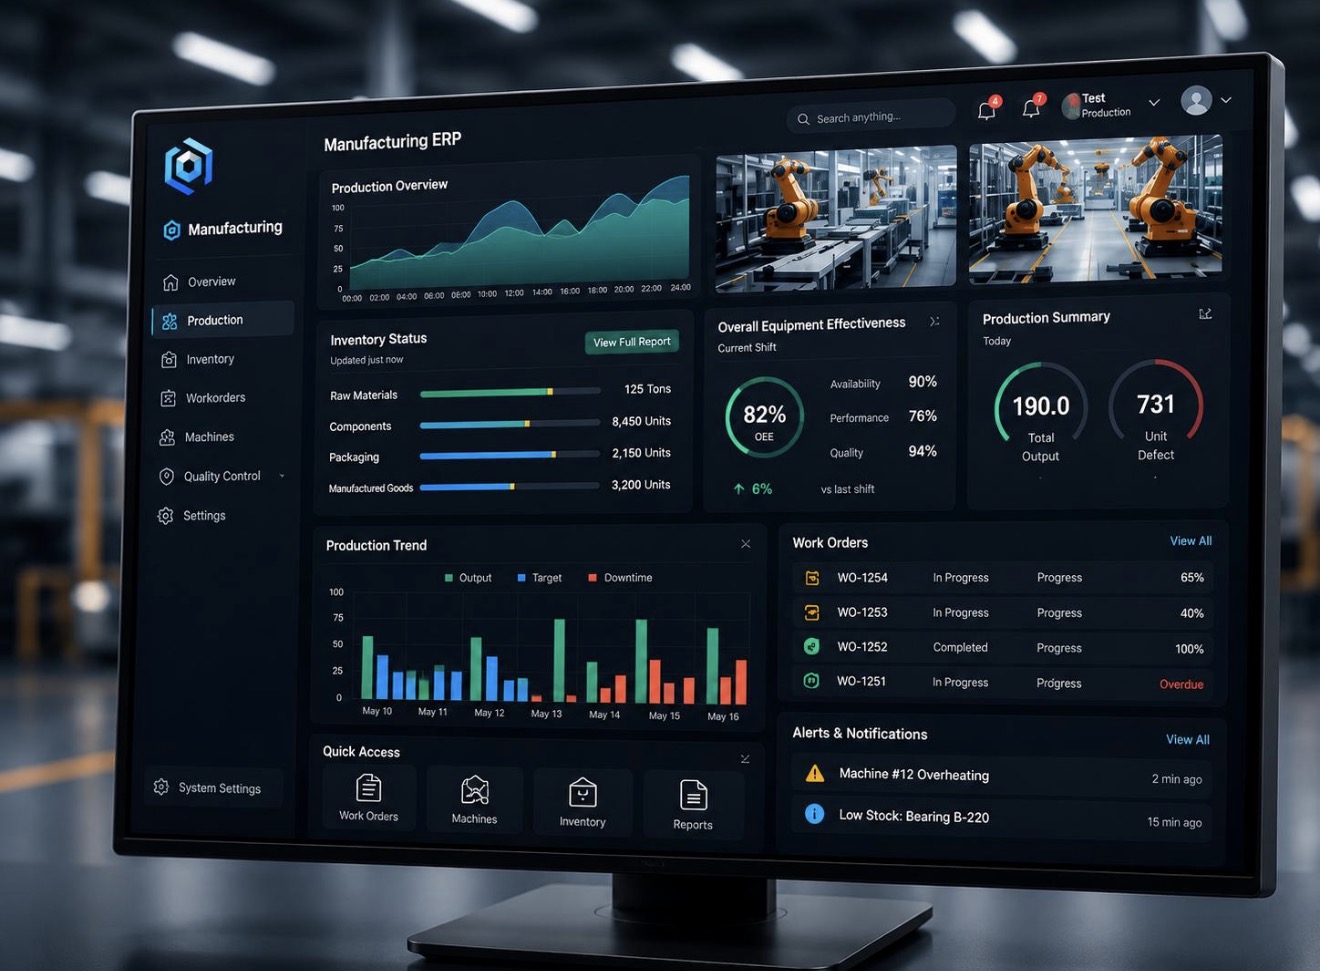 Manufacturing ERP
Search anything...
4
7
Test
Production
Manufacturing
Overview
Production
Inventory
Workorders
Machines
Quality Control
Settings
System Settings
Production Overview
100
75
50
25
0
00:00 02:00 04:00 06:00 08:00 10:00 12:00 14:00 16:00 18:00 20:00 22:00 24.00
Inventory Status
View Full Report
Updated just now
Raw Materials 125 Tons
Components 8,450 Units
Packaging 2,150 Units
Manufactured Goods 3,200 Units
Overall Equipment Effectiveness
Current Shift
82%
OEE
Availability 90%
Performance 76%
Quality 94%
6% vs last shift
Production Summary
Today
190.0
Total
Output
731
Unit
Defect
Production Trend
Output Target Downtime
100
75
50
25
0
May 10 May 11 May 12 May 13 May 14 May 15 May 16
Work Orders View All
WO-1254 In Progress Progress 65%
WO-1253 In Progress Progress 40%
WO-1252 Completed Progress 100%
WO-1251 In Progress Prdgress Overdue
Quick Access
Work Orders
Machines
Inventory
Reports
Alerts & Notifications View All
Machine #12 Overheating 2 min ago
Low Stock: Bearing B-220 15 min ago